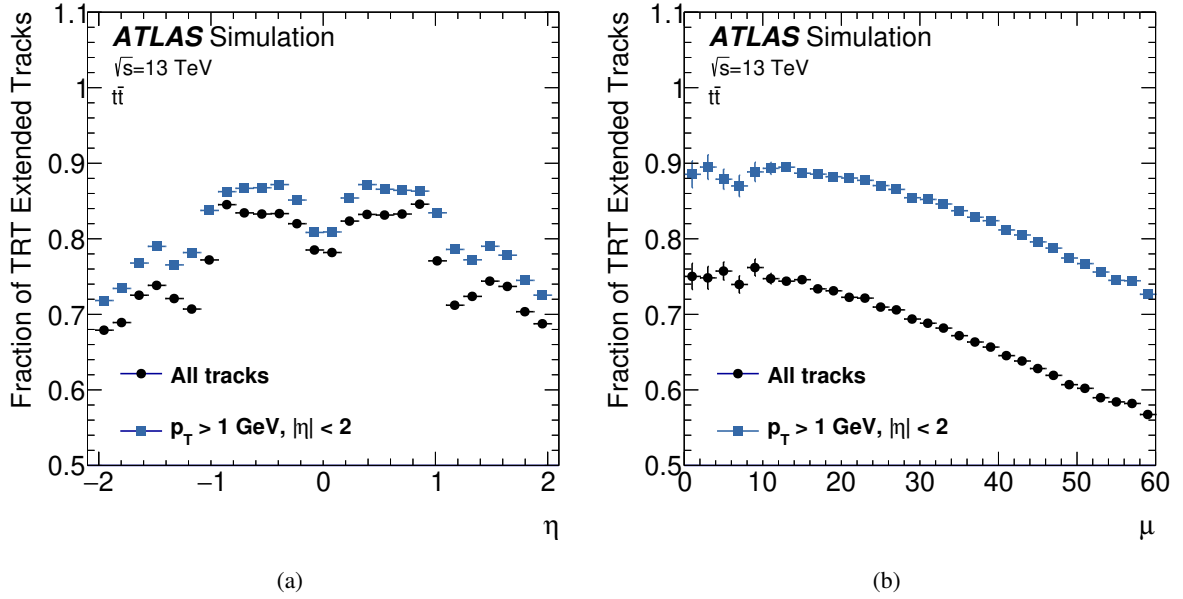 Fraction of TRT Extended Tracks
1.1
1
0.9
0.8
0.7
0.6
0.5
ATLAS Simulation
√s=13 TeV
tt̄
All tracks
p_T > 1 GeV, |η| < 2
−2 −1 0 1 2
η
(a)
Fraction of TRT Extended Tracks
1.1
1
0.9
0.8
0.7
0.6
0.5
ATLAS Simulation
√s=13 TeV
tt̄
All tracks
p_T > 1 GeV, |η| < 2
0 10 20 30 40 50 60
μ
(b)